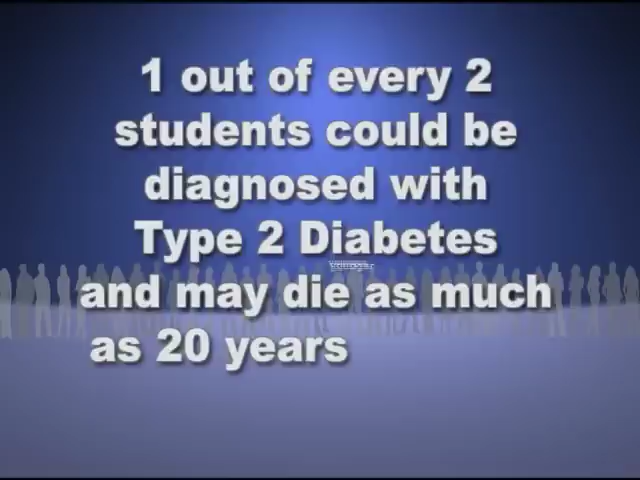 1 out of every 2
students could be
diagnosed with
Type 2 Diabetes
and may die as much
as 20 years